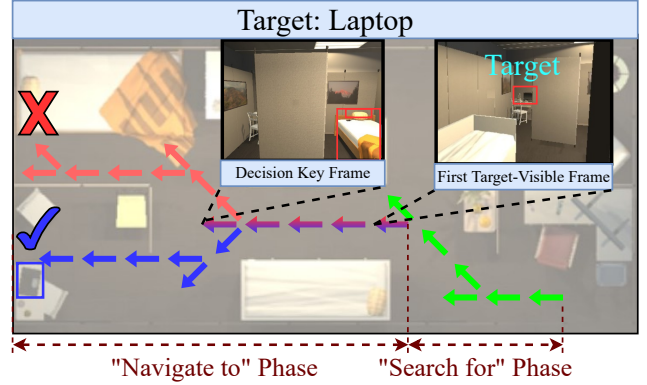 Target: Laptop
Target
Decision Key Frame
First Target-Visible Frame
"Navigate to" Phase
"Search for" Phase